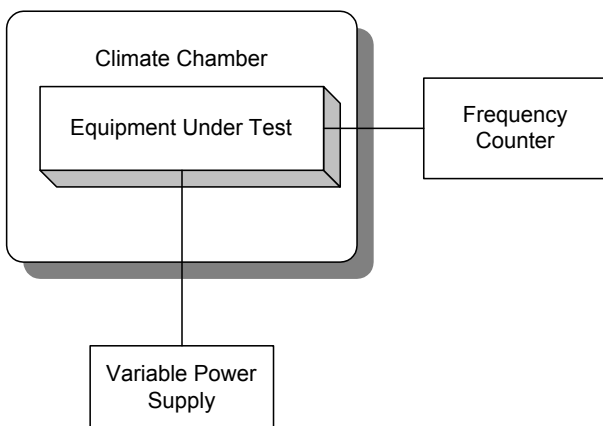 Climate Chamber
Equipment Under Test
Frequency
Counter
Variable Power
Supply